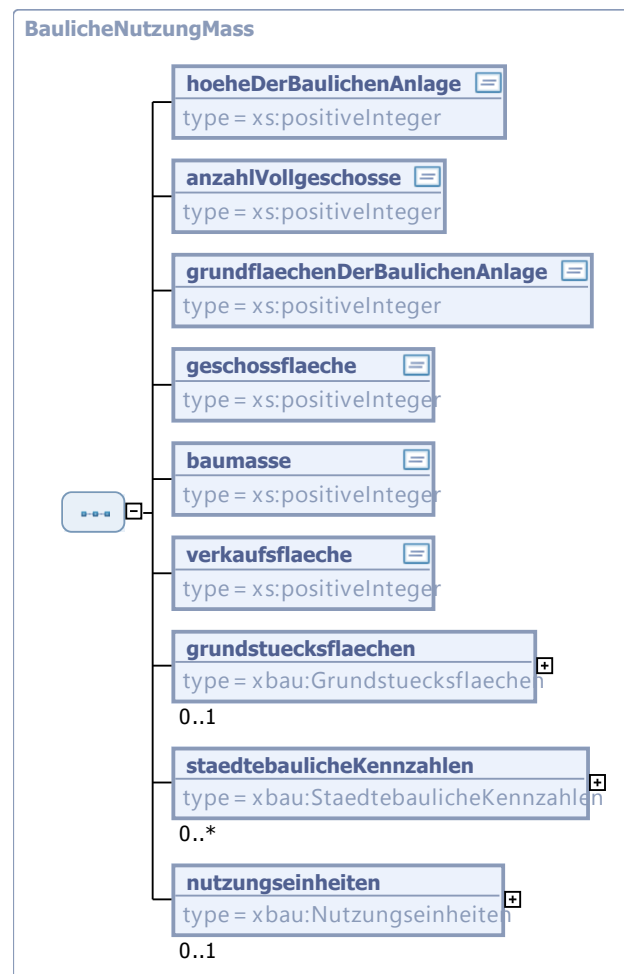 BaulicheNutzungMass
hoeheDerBaulichenAnlage
type = xs:positiveInteger
anzahlVollgeschosse
type = xs:positiveInteger
grundflaechenDerBaulichenAnlage
type = xs:positiveInteger
geschossflaeche
type = xs:positiveInteger
baumasse
type = xs:positiveInteger
verkaufsflaeche
type = xs:positiveInteger
grundstuecksflaechen
type = xbau:Grundstuecksflaechen
0..1
staedtebaulicheKennzahlen
type = xbau:StaedtebaulicheKennzahlen
0..*
nutzungseinheiten
type = xbau:Nutzungseinheiten
0..1